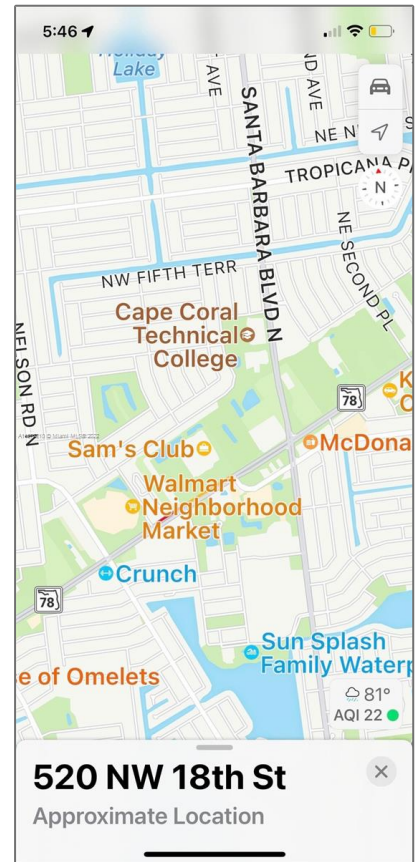 5:46
Holiday
Lake
AVE
SANTA BARBARA BLVD N
ND AVE
NE N
TROPICANA P
N
NW FIFTH TERR
NE SECOND PL
Cape Coral
Technical
College
NELSON RD N
78
K
C
McDona
Sam's Club
Walmart
Neighborhood
Market
78
Crunch
Sun Splash
Family Waterp
e of Omelets
81°
AQI 22
520 NW 18th St
Approximate Location